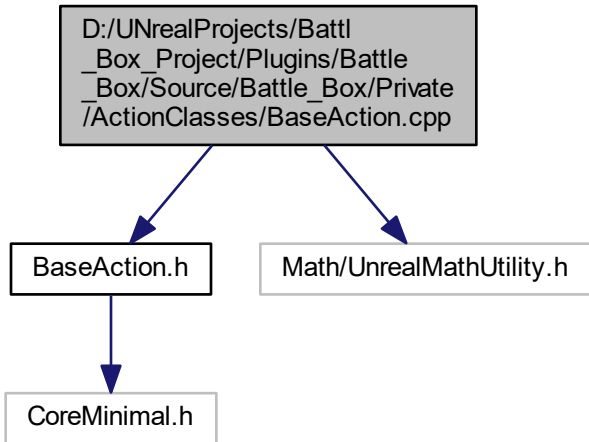 D:/UNrealProjects/Battl
_Box_Project/Plugins/Battle
_Box/Source/Battle_Box/Private
/ActionClasses/BaseAction.cpp
BaseAction.h
Math/UnrealMathUtility.h
CoreMinimal.h